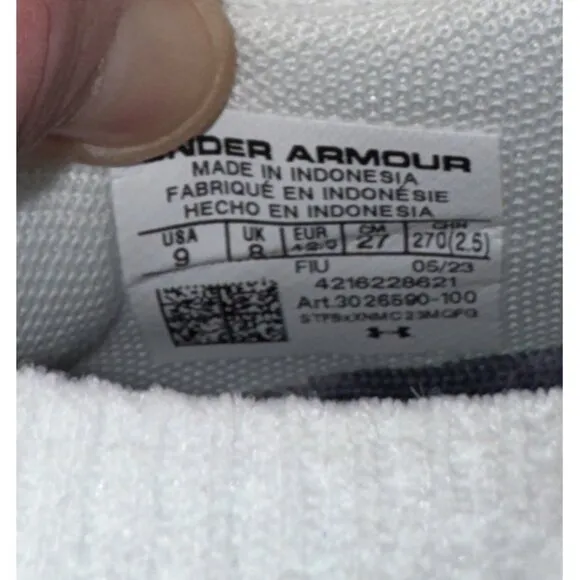 UNDER ARMOUR
MADE IN INDONESIA
FABRIQUÉ EN INDONÉSIE
HECHO EN INDONESIA
USA UK EUR CM CHN
9 8 27 270(2.5)
FIU 05/23
4216228621
Art.3026590-100